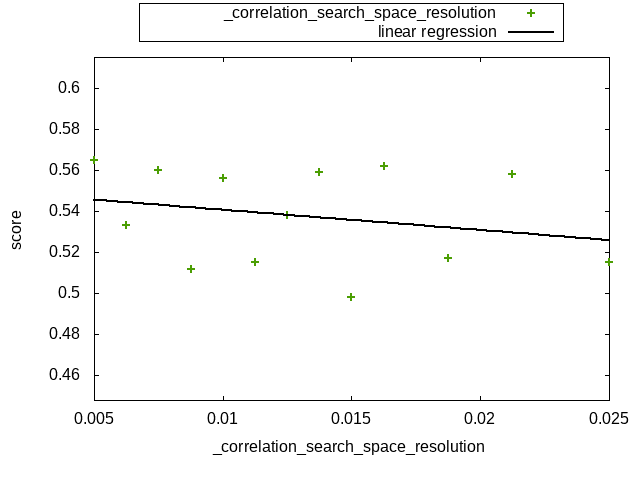 _correlation_search_space_resolution
linear regression
0.6
0.58
0.56
0.54
0.52
0.5
0.48
0.46
score
0.005 0.01 0.015 0.02 0.025
_correlation_search_space_resolution